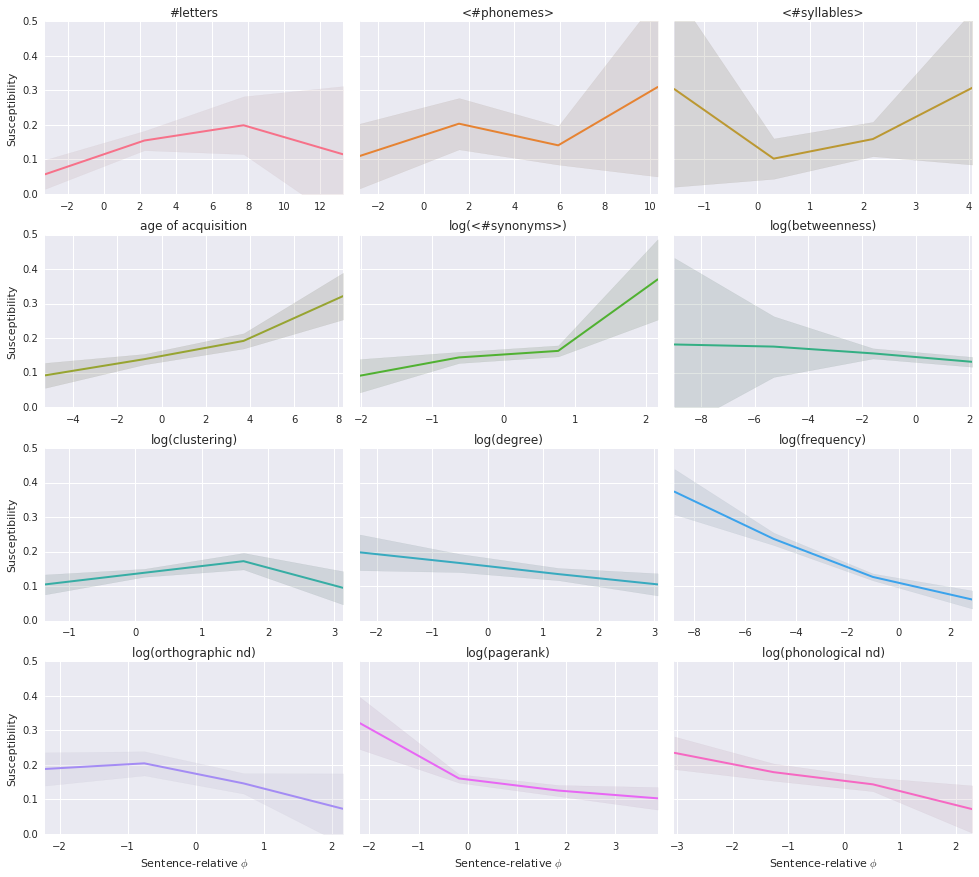 #letters <#phonemes> <#syllables>
Susceptibility
0.5
0.4
0.3
0.2
0.1
0.0
−2 0 2 4 6 8 10 12 −2 0 2 4 6 8 10 −1 0 1 2 3 4
age of acquisition log(<#synonyms>) log(betweenness)
Susceptibility
0.5
0.4
0.3
0.2
0.1
0.0
−4 −2 0 2 4 6 8 −2 −1 0 1 2 −8 −6 −4 −2 0 2
log(clustering) log(degree) log(frequency)
Susceptibility
0.5
0.4
0.3
0.2
0.1
0.0
−1 0 1 2 3 −2 −1 0 1 2 3 −8 −6 −4 −2 0 2
log(orthographic nd) log(pagerank) log(phonological nd)
Susceptibility
0.5
0.4
0.3
0.2
0.1
0.0
−2 −1 0 1 2 −2 −1 0 1 2 3 −3 −2 −1 0 1 2
Sentence-relative ϕ Sentence-relative ϕ Sentence-relative ϕ